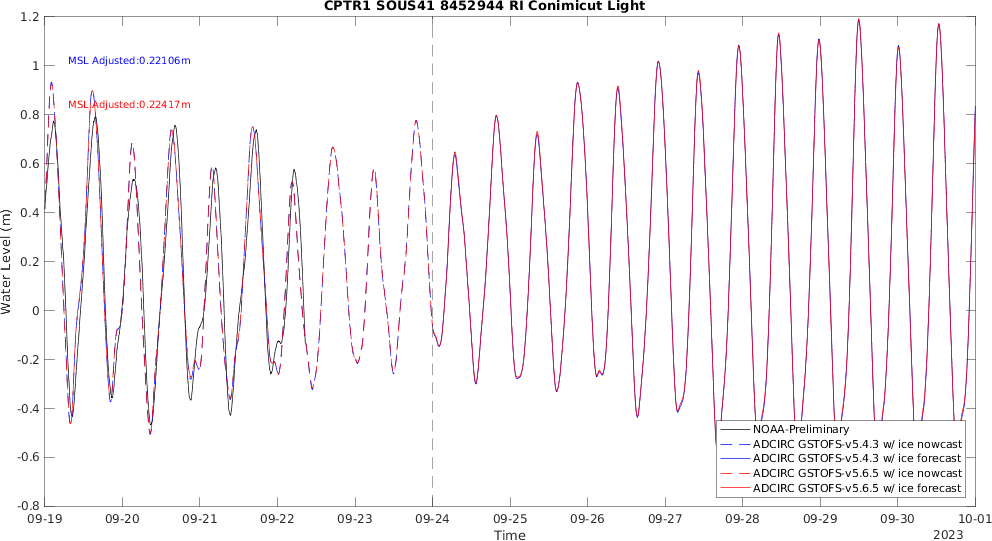 CPTR1 SOUS41 8452944 RI Conimicut Light
MSL Adjusted:0.22106m
MSL Adjusted:0.22417m
Water Level (m)
1.2
1
0.8
0.6
0.4
0.2
0
-0.2
-0.4
-0.6
-0.8
NOAA-Preliminary
ADCIRC GSTOFS-v5.4.3 w/ ice nowcast
ADCIRC GSTOFS-v5.4.3 w/ ice forecast
ADCIRC GSTOFS-v5.6.5 w/ ice nowcast
ADCIRC GSTOFS-v5.6.5 w/ ice forecast
09-19 09-20 09-21 09-22 09-23 09-24 09-25 09-26 09-27 09-28 09-29 09-30 10-01
Time
2023